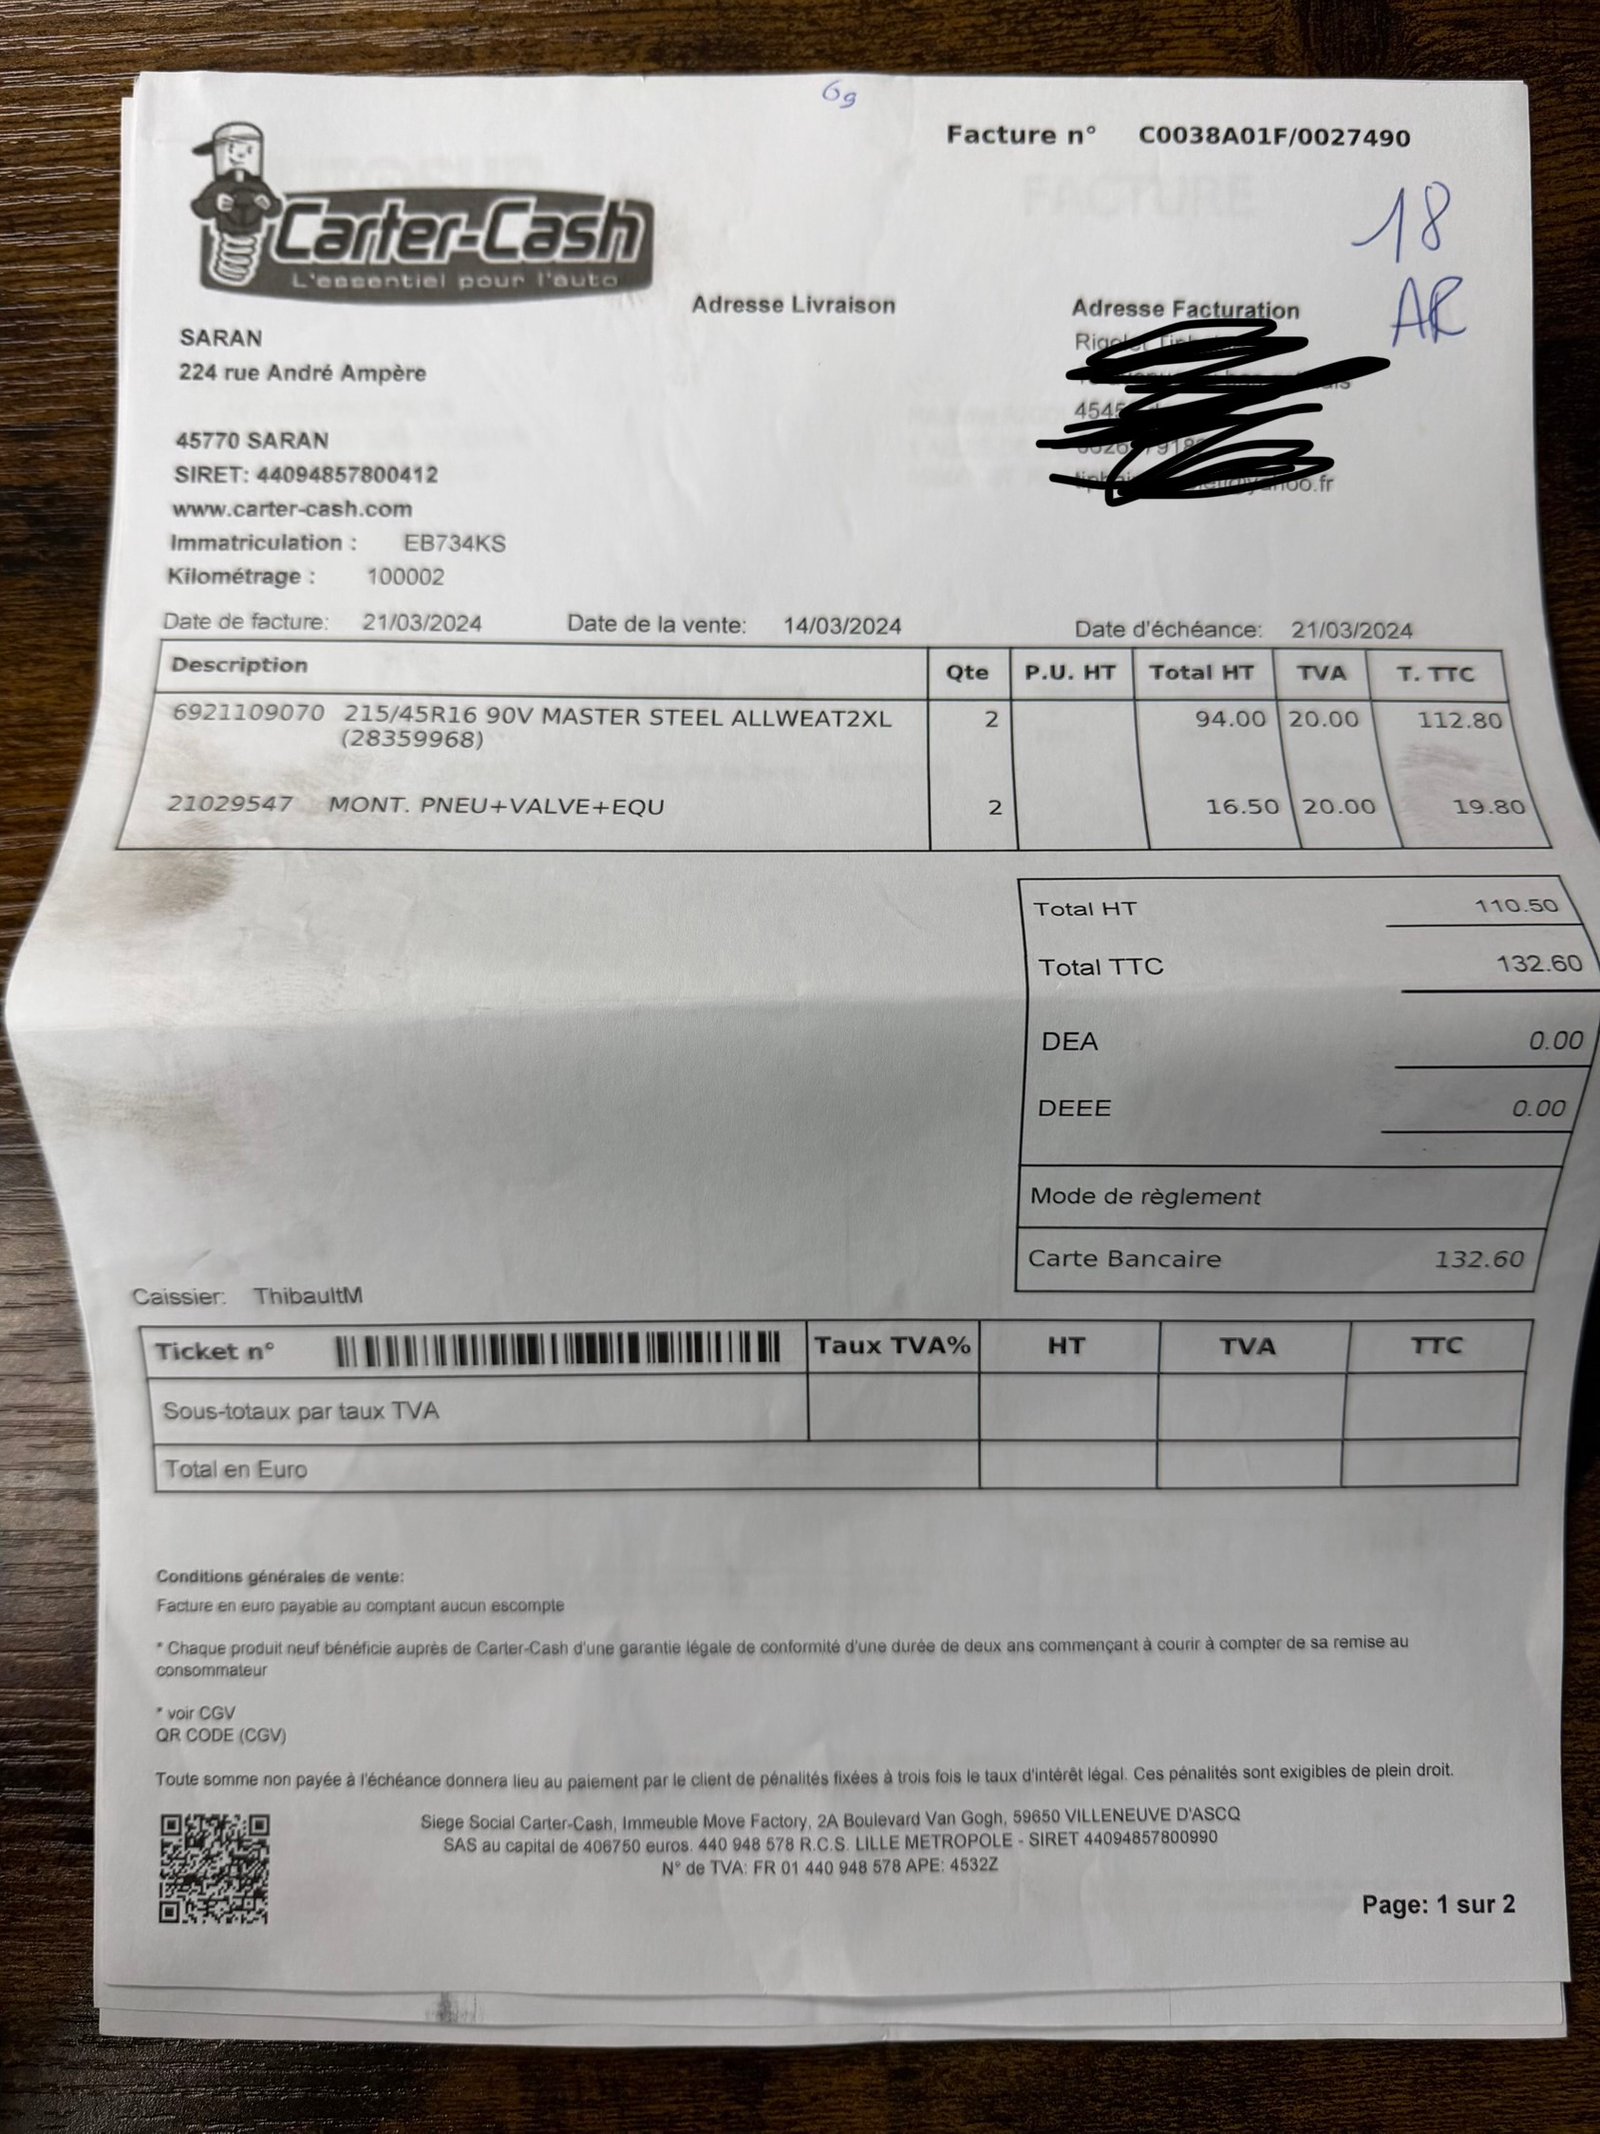 69
Facture n° C0038A01F/0027490
18
AR
Carter-Cash
L'essentiel pour l'auto
Adresse Livraison
Adresse Facturation
SARAN
224 rue André Ampère
45770 SARAN
SIRET: 44094857800412
www.carter-cash.com
Immatriculation : EB734KS
Kilométrage : 100002
Date de facture: 21/03/2024 Date de la vente: 14/03/2024 Date d'échéance: 21/03/2024
Description Qte P.U. HT Total HT TVA T. TTC
6921109070 215/45R16 90V MASTER STEEL ALLWEAT2XL 2 94.00 20.00 112.80
(28359968)
21029547 MONT. PNEU+VALVE+EQU 2 16.50 20.00 19.80
Total HT 110.50
Total TTC 132.60
DEA 0.00
DEEE 0.00
Mode de règlement
Carte Bancaire 132.60
Caissier: ThibaultM
Ticket n° Taux TVA% HT TVA TTC
Sous-totaux par taux TVA
Total en Euro
Conditions générales de vente:
Facture en euro payable au comptant aucun escompte
* Chaque produit neuf bénéficie auprès de Carter-Cash d'une garantie légale de conformité d'une durée de deux ans commençant à courir à compter de sa remise au
consommateur
* voir CGV
QR CODE (CGV)
Toute somme non payée à l'échéance donnera lieu au paiement par le client de pénalités fixées à trois fois le taux d'intérêt légal. Ces pénalités sont exigibles de plein droit.
Siege Social Carter-Cash, Immeuble Move Factory, 2A Boulevard Van Gogh, 59650 VILLENEUVE D'ASCQ
SAS au capital de 406750 euros. 440 948 578 R.C.S. LILLE METROPOLE - SIRET 44094857800990
N° de TVA: FR 01 440 948 578 APE: 4532Z
Page: 1 sur 2